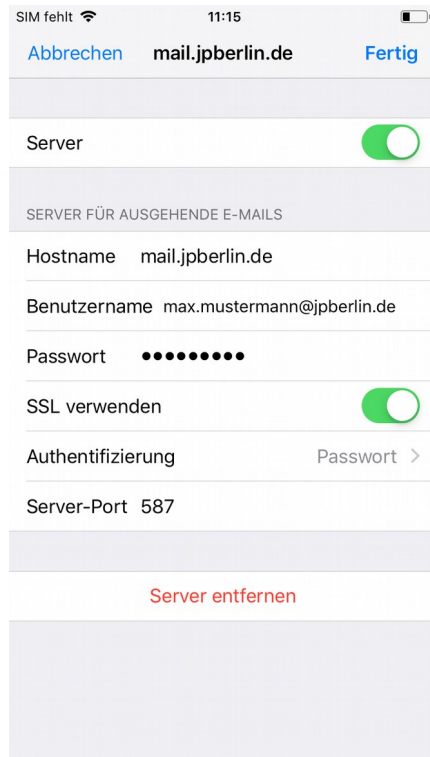 SIM fehlt 11:15
Abbrechen mail.jpberlin.de Fertig
Server
SERVER FÜR AUSGEHENDE E-MAILS
Hostname mail.jpberlin.de
Benutzername max.mustermann@jpberlin.de
Passwort ●●●●●●●●●
SSL verwenden
Authentifizierung Passwort >
Server-Port 587
Server entfernen